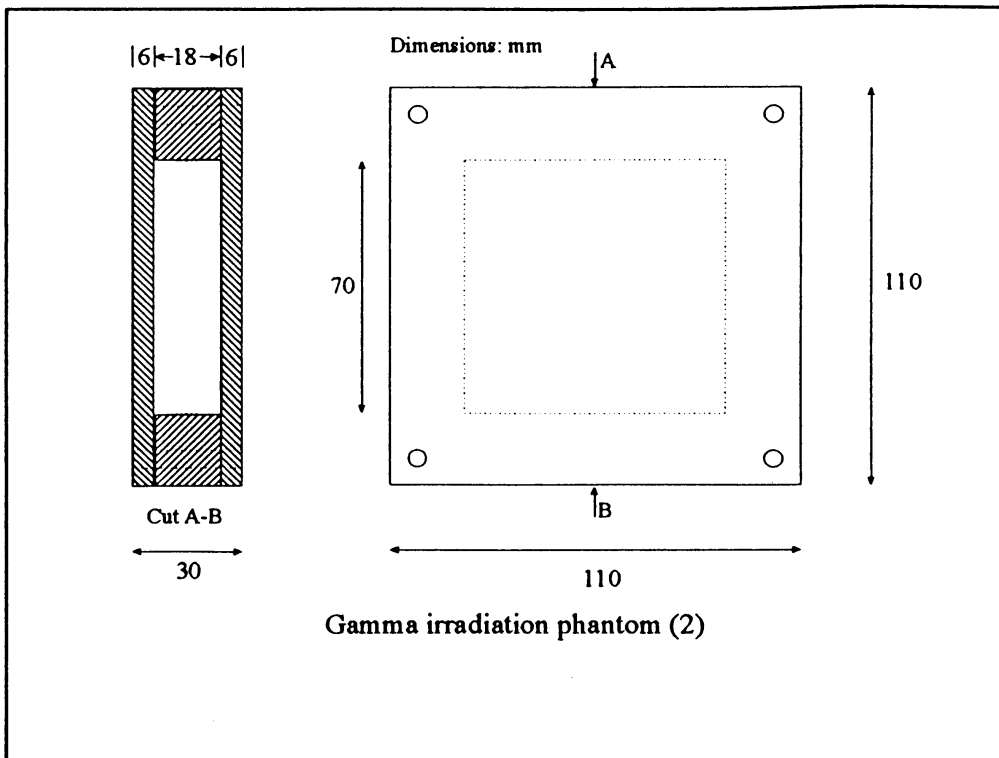 Dimensions: mm
|6|←18→|6|
A
70
110
B
Cut A-B
30
110
Gamma irradiation phantom (2)